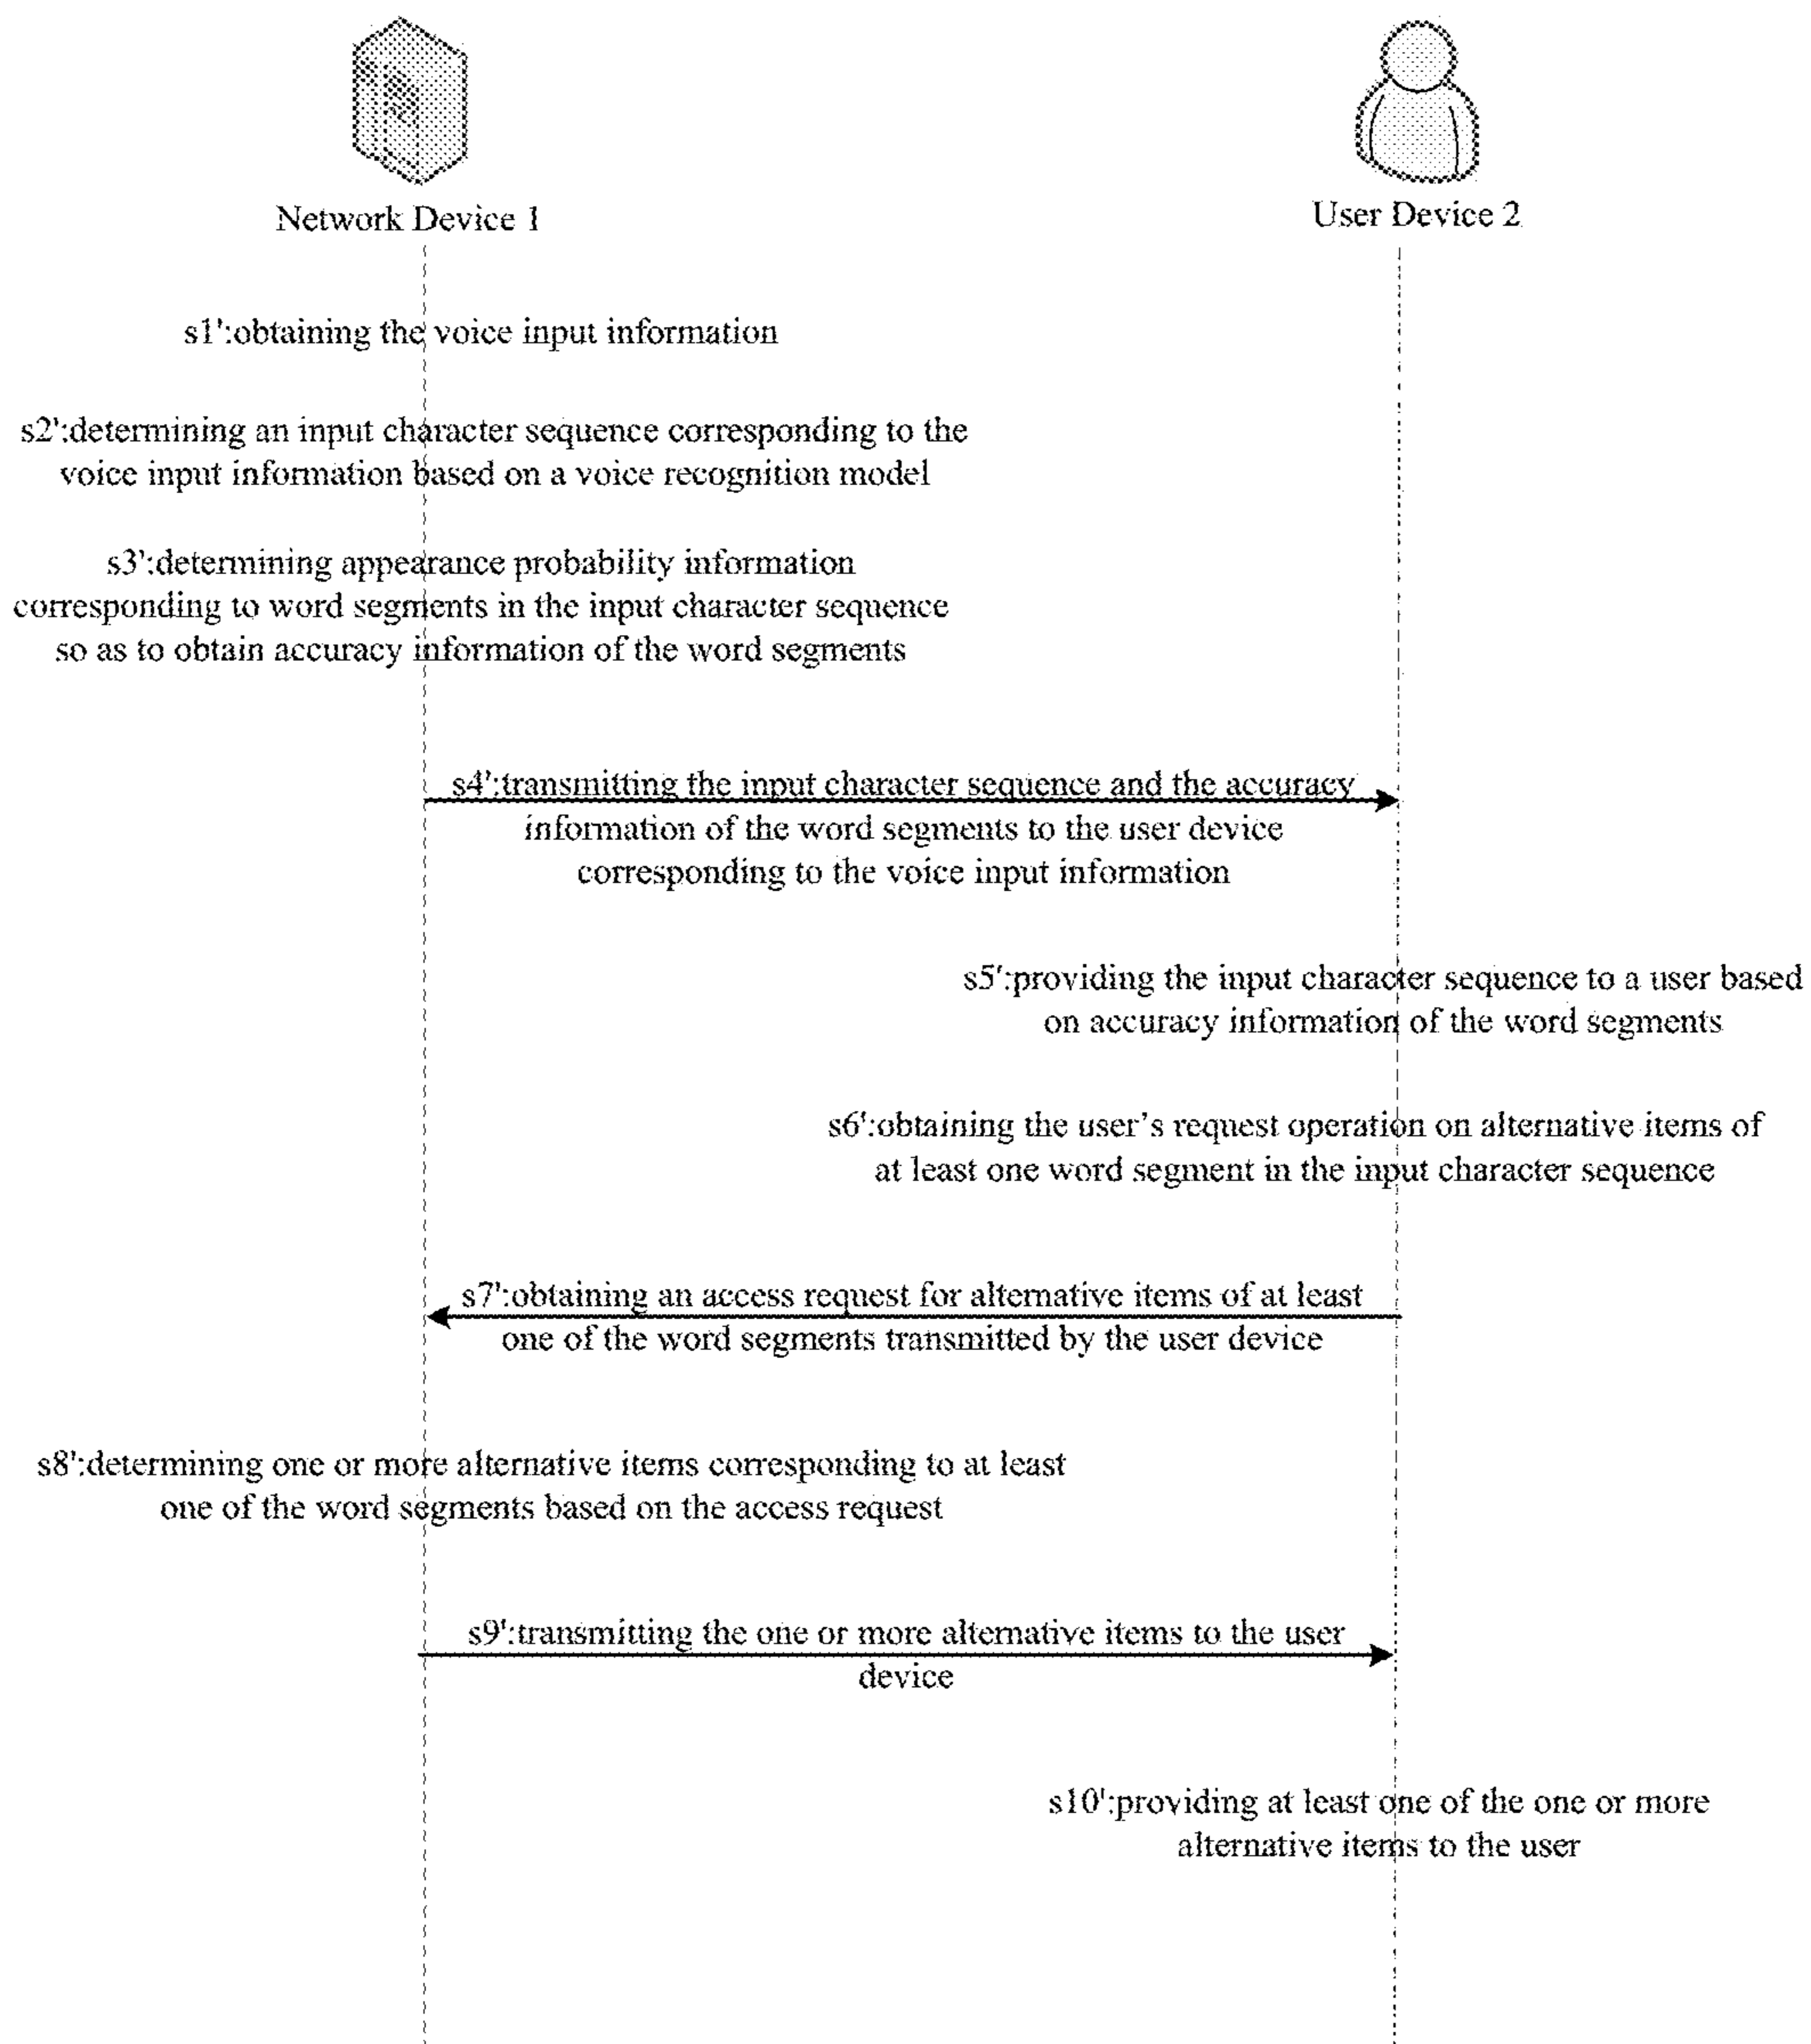 Network Device 1
User Device 2
s1':obtaining the voice input information
s2':determining an input character sequence corresponding to the
voice input information based on a voice recognition model
s3':determining appearance probability information
corresponding to word segments in the input character sequence
so as to obtain accuracy information of the word segments
s4':transmitting the input character sequence and the accuracy
information of the word segments to the user device
corresponding to the voice input information
s5':providing the input character sequence to a user based
on accuracy information of the word segments
s6':obtaining the user's request operation on alternative items of
at least one word segment in the input character sequence
s7':obtaining an access request for alternative items of at least
one of the word segments transmitted by the user device
s8':determining one or more alternative items corresponding to at least
one of the word segments based on the access request
s9':transmitting the one or more alternative items to the user
device
s10':providing at least one of the one or more
alternative items to the user